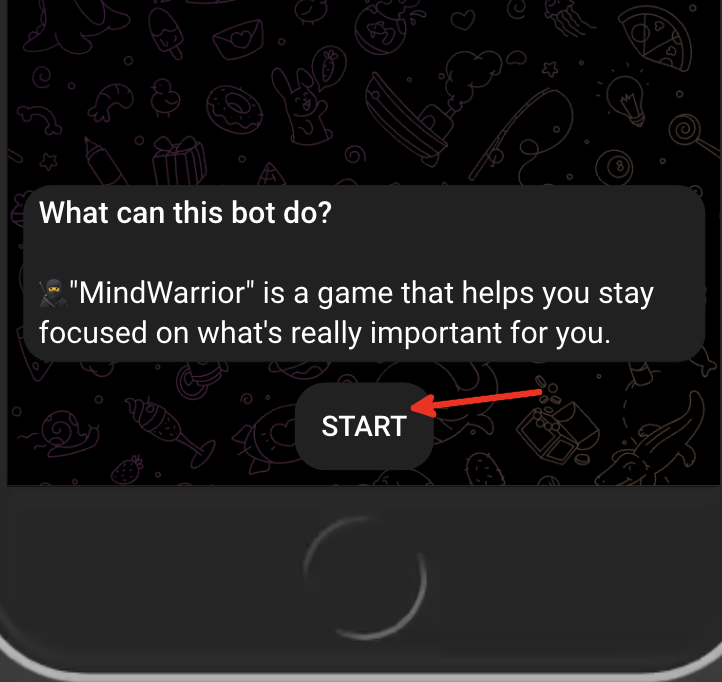 What can this bot do?
🥷"MindWarrior" is a game that helps you stay
focused on what's really important for you.
START
8